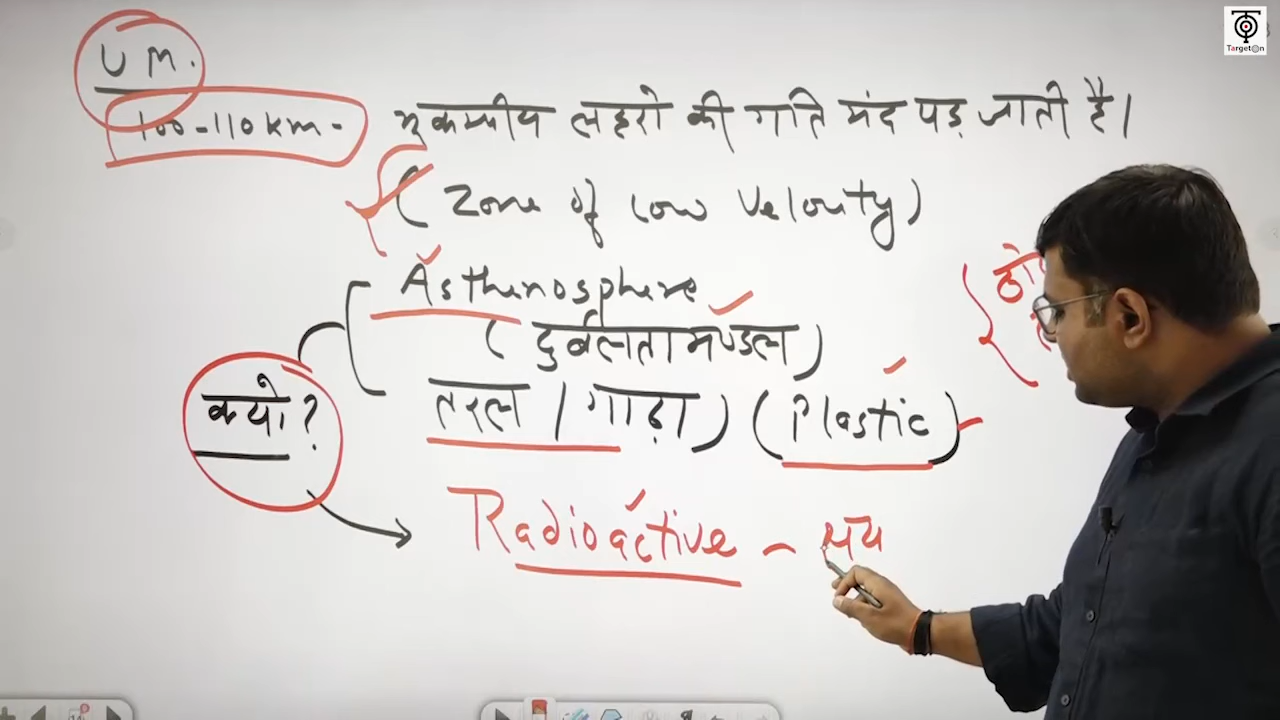 U M.
100-110 km- भूकम्पीय लहरो की गति मंद पड़ जाती है।
( Zone of Low Velocity)
Asthenosphere
( दुर्बलतामण्डल)
क्यो?
तरल / गाढ़ा) (Plastic)
Radioactive - क्षय
TargetOn